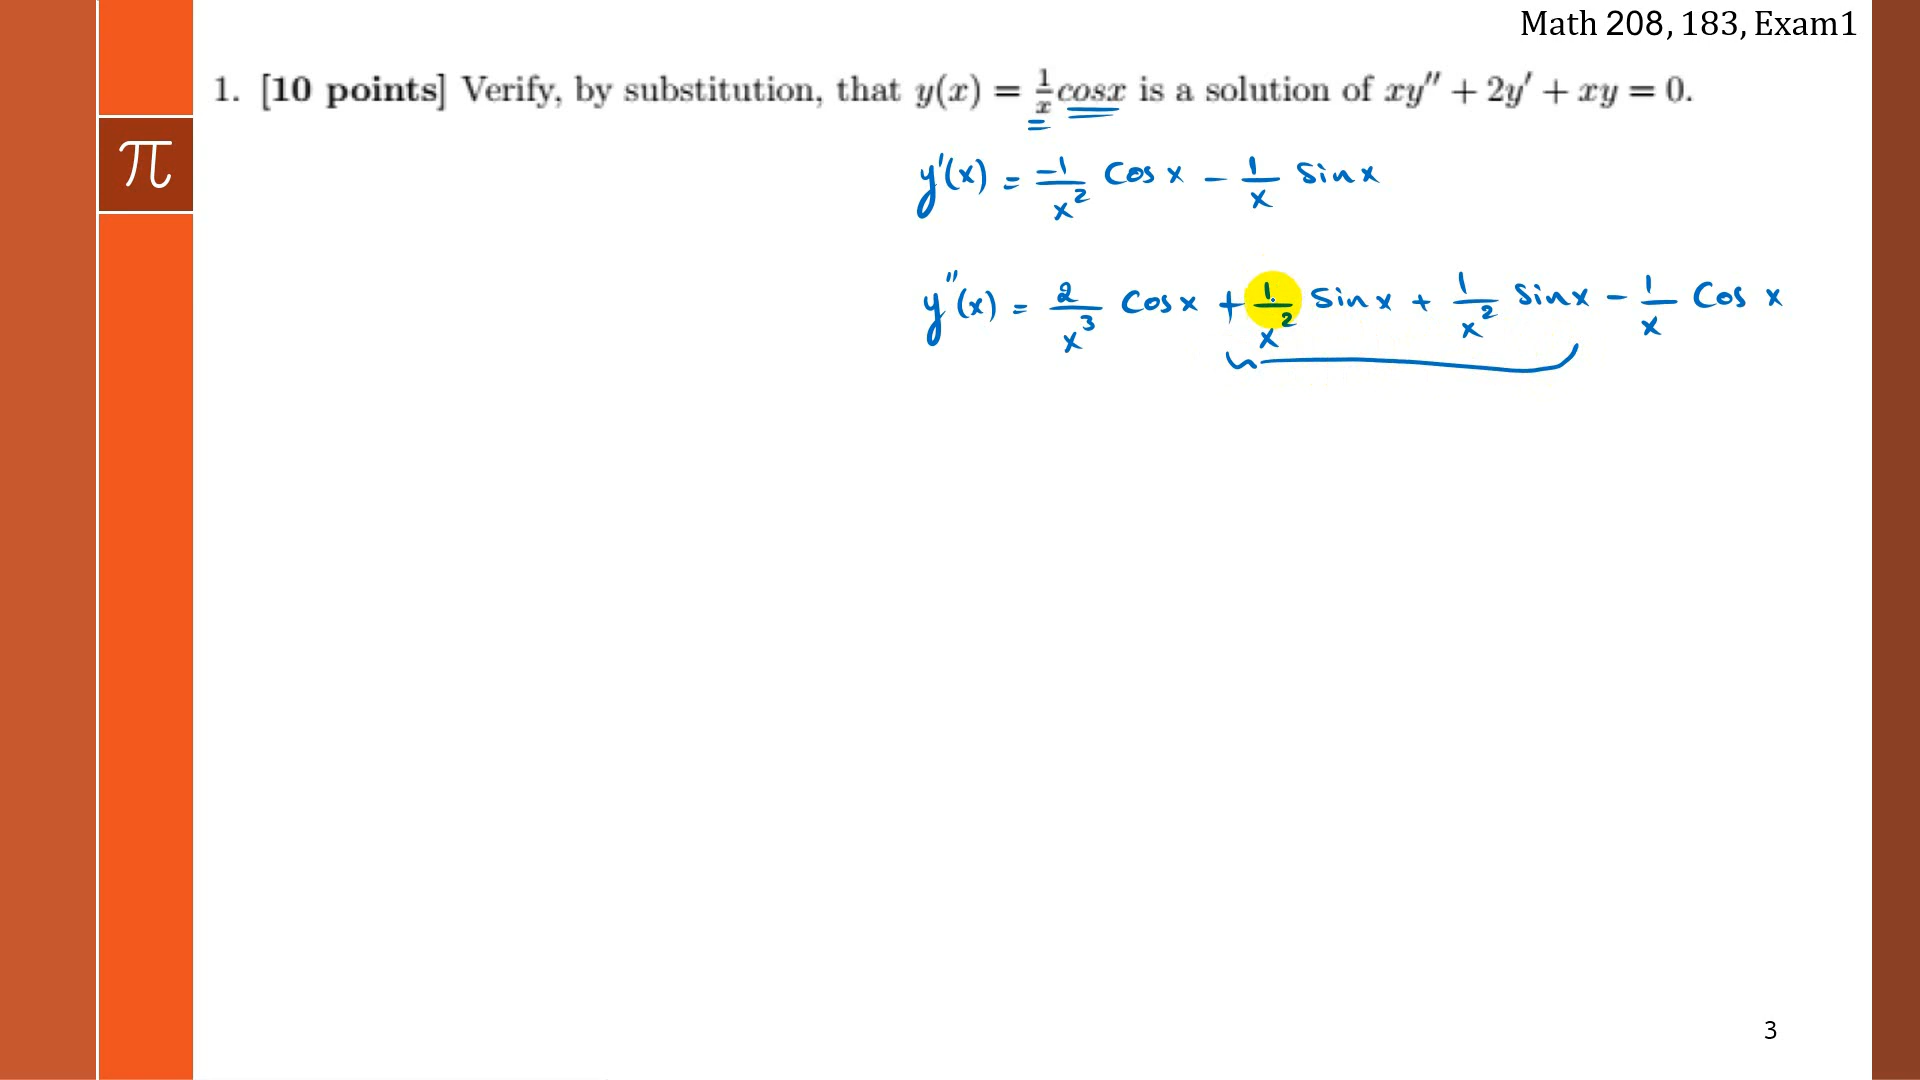 Math 208, 183, Exam1
1. [10 points] Verify, by substitution, that y(x) = 1/x cosx is a solution of xy″ + 2y′ + xy = 0.
π
y'(x) = -1/x² Cos x - 1/x Sin x
y"(x) = 2/x³ Cos x + 1/x² Sin x + 1/x² Sin x - 1/x Cos x
3